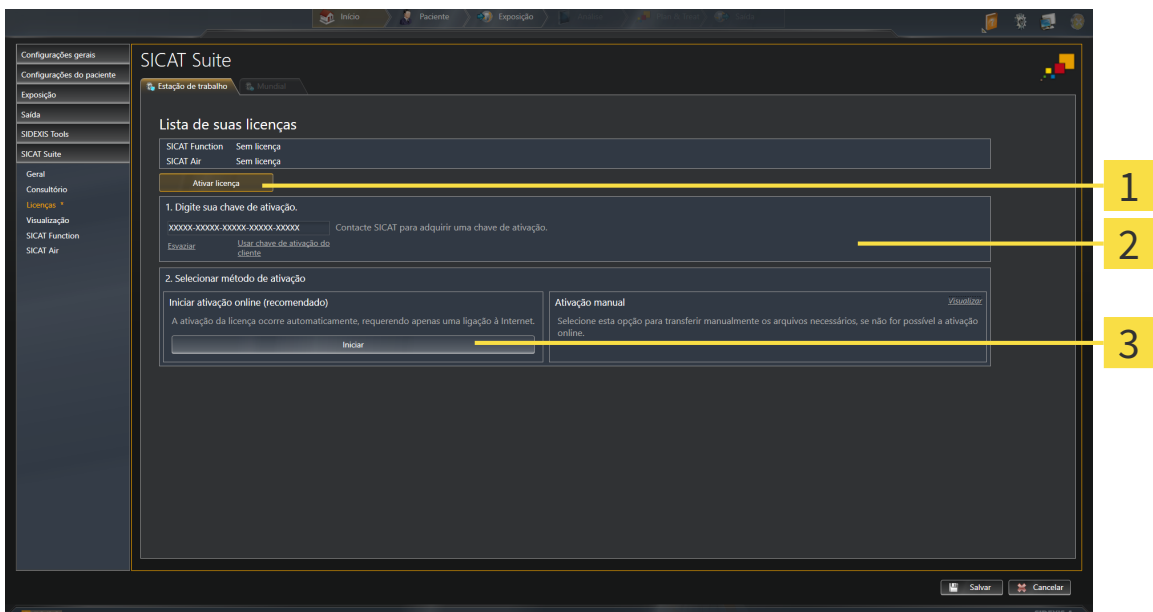 Início
Paciente
Exposição
Configurações gerais
Configurações do paciente
Exposição
Saída
SIDEXIS Tools
SICAT Suite
Geral
Consultório
Licenças *
Visualização
SICAT Function
SICAT Air
SICAT Suite
Estação de trabalho
Mundial
Lista de suas licenças
SICAT Function Sem licença
SICAT Air Sem licença
Ativar licença
1. Digite sua chave de ativação.
XXXXX-XXXXX-XXXXX-XXXXX-XXXXX Contacte SICAT para adquirir uma chave de ativação.
Esvaziar
Usar chave de ativação do
cliente
2. Selecionar método de ativação
Iniciar ativação online (recomendado)
A ativação da licença ocorre automaticamente, requerendo apenas uma ligação à Internet.
Iniciar
Ativação manual
Visualizar
Selecione esta opção para transferir manualmente os arquivos necessários, se não for possível a ativação
online.
1
2
3
Salvar
Cancelar